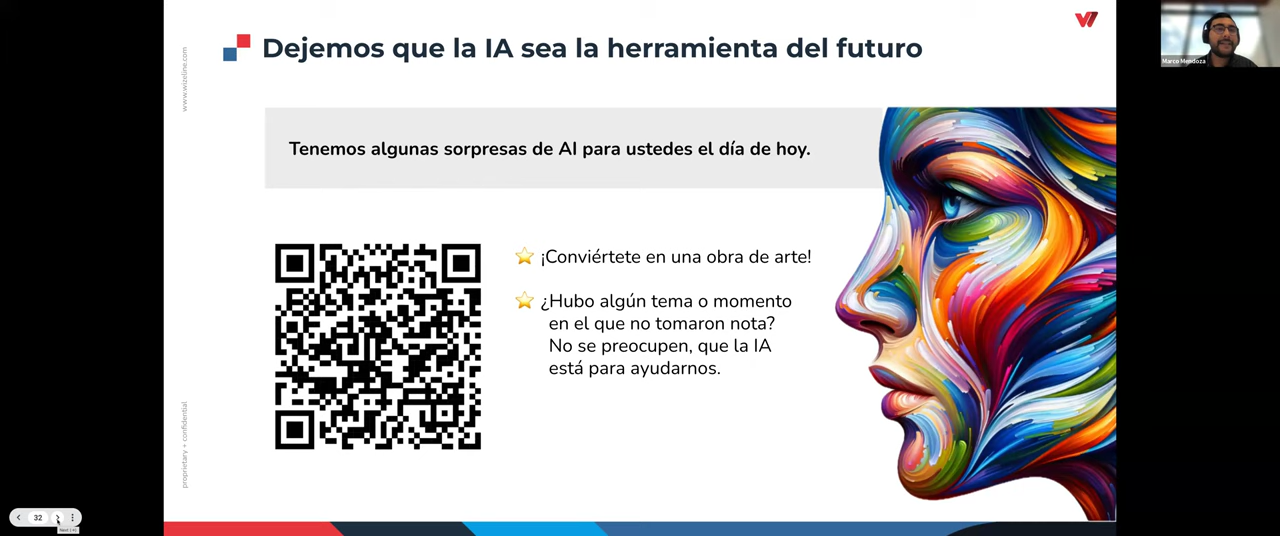 Dejemos que la IA sea la herramienta del futuro
www.wizeline.com
Marco Mendoza
Tenemos algunas sorpresas de AI para ustedes el día de hoy.
¡Conviértete en una obra de arte!
¿Hubo algún tema o momento
en el que no tomaron nota?
No se preocupen, que la IA
está para ayudarnos.
proprietary + confidential
32